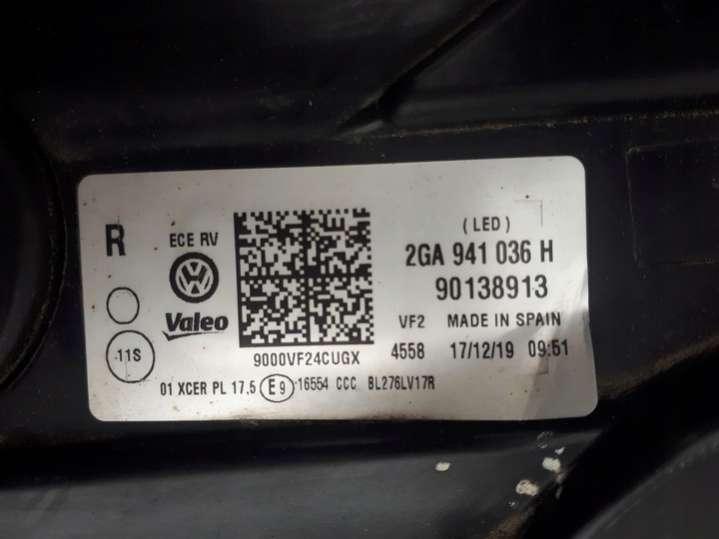 R
ECE RV
VW
Valeo
11S
9000VF24CUGX
(LED)
2GA 941 036 H
90138913
VF2 MADE IN SPAIN
4558 17/12/19 09:51
01 XCER PL 17,5 E9 16554 CCC BL276LV17R